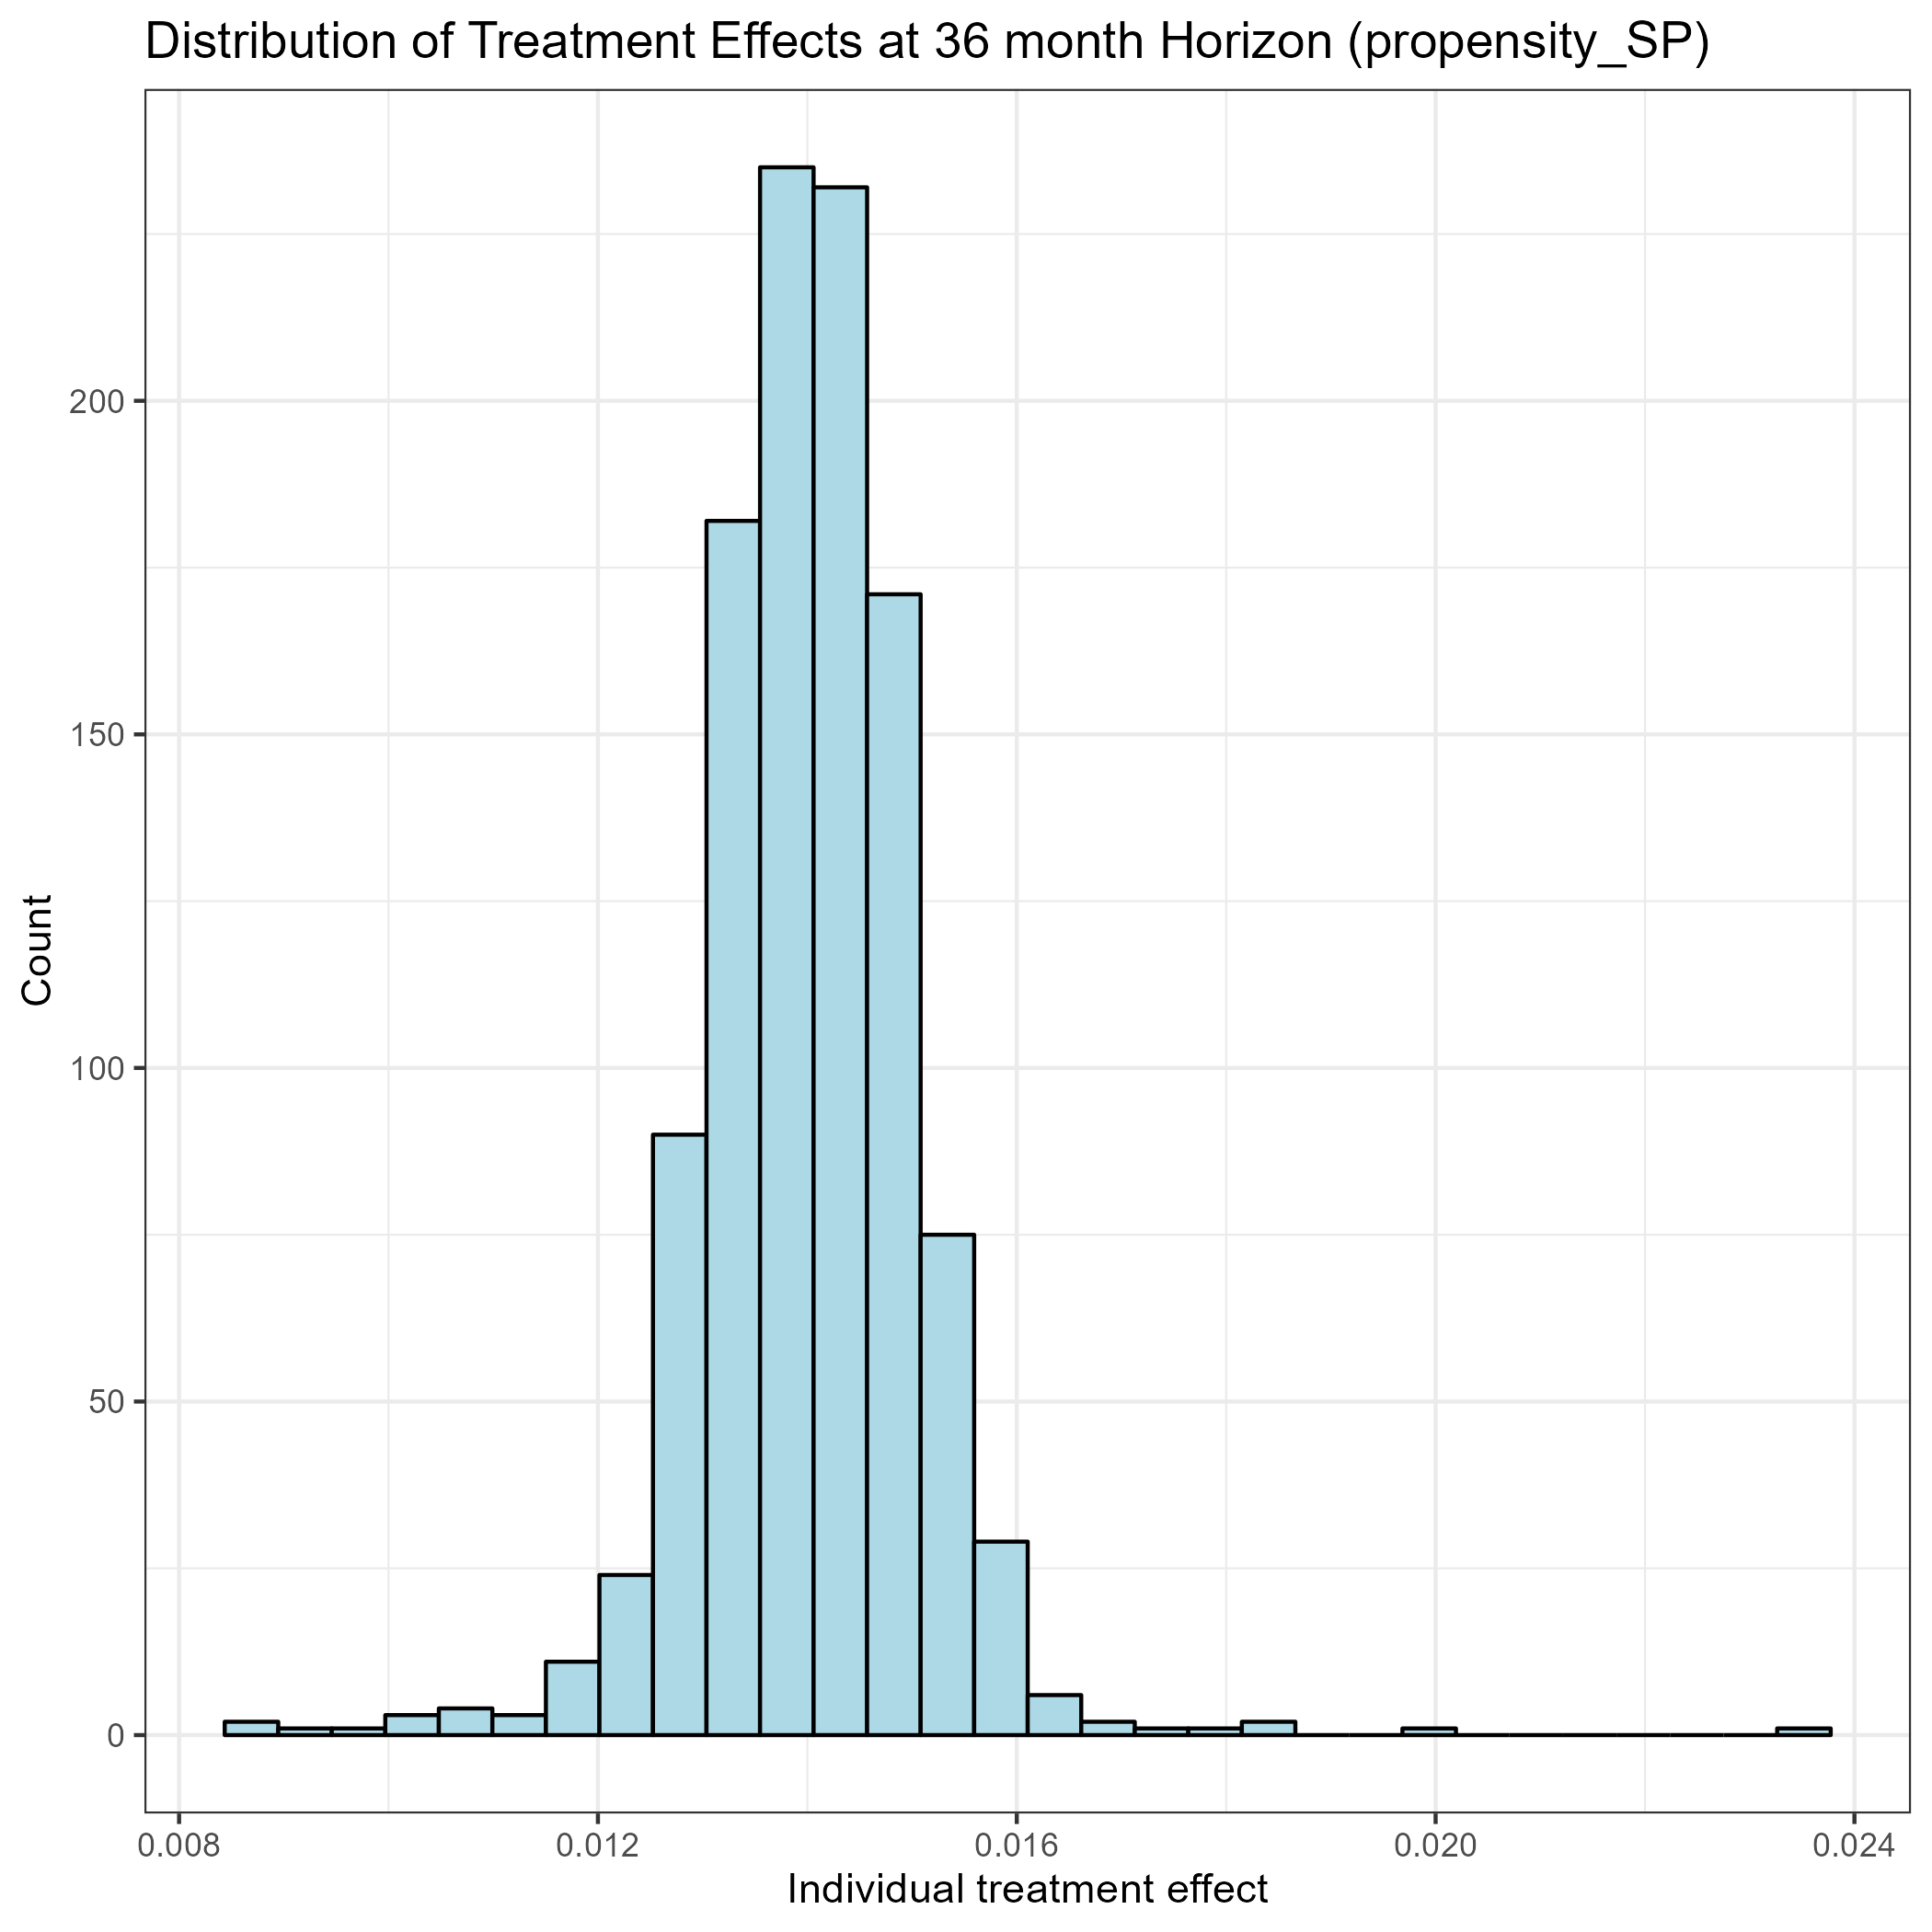 Distribution of Treatment Effects at 36 month Horizon (propensity_SP)
Count
200
150
100
50
0
0.008 0.012 0.016 0.020 0.024
Individual treatment effect